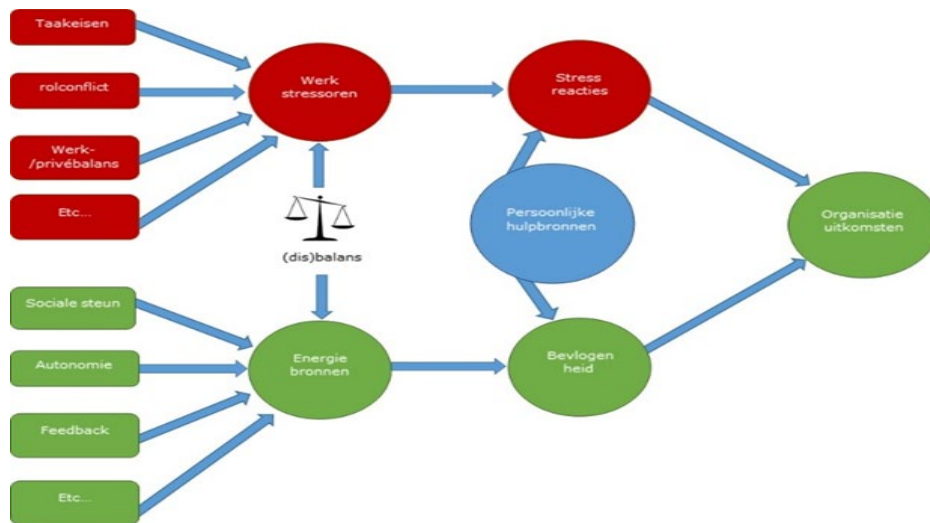 Taakeisen
rolconflict
Werk-
/privébalans
Etc...
Werk
stressoren
Stress
reacties
(dis)balans
Persoonlijke
hulpbronnen
Organisatie
uitkomsten
Sociale steun
Autonomie
Feedback
Etc...
Energie
bronnen
Bevlogen
heid